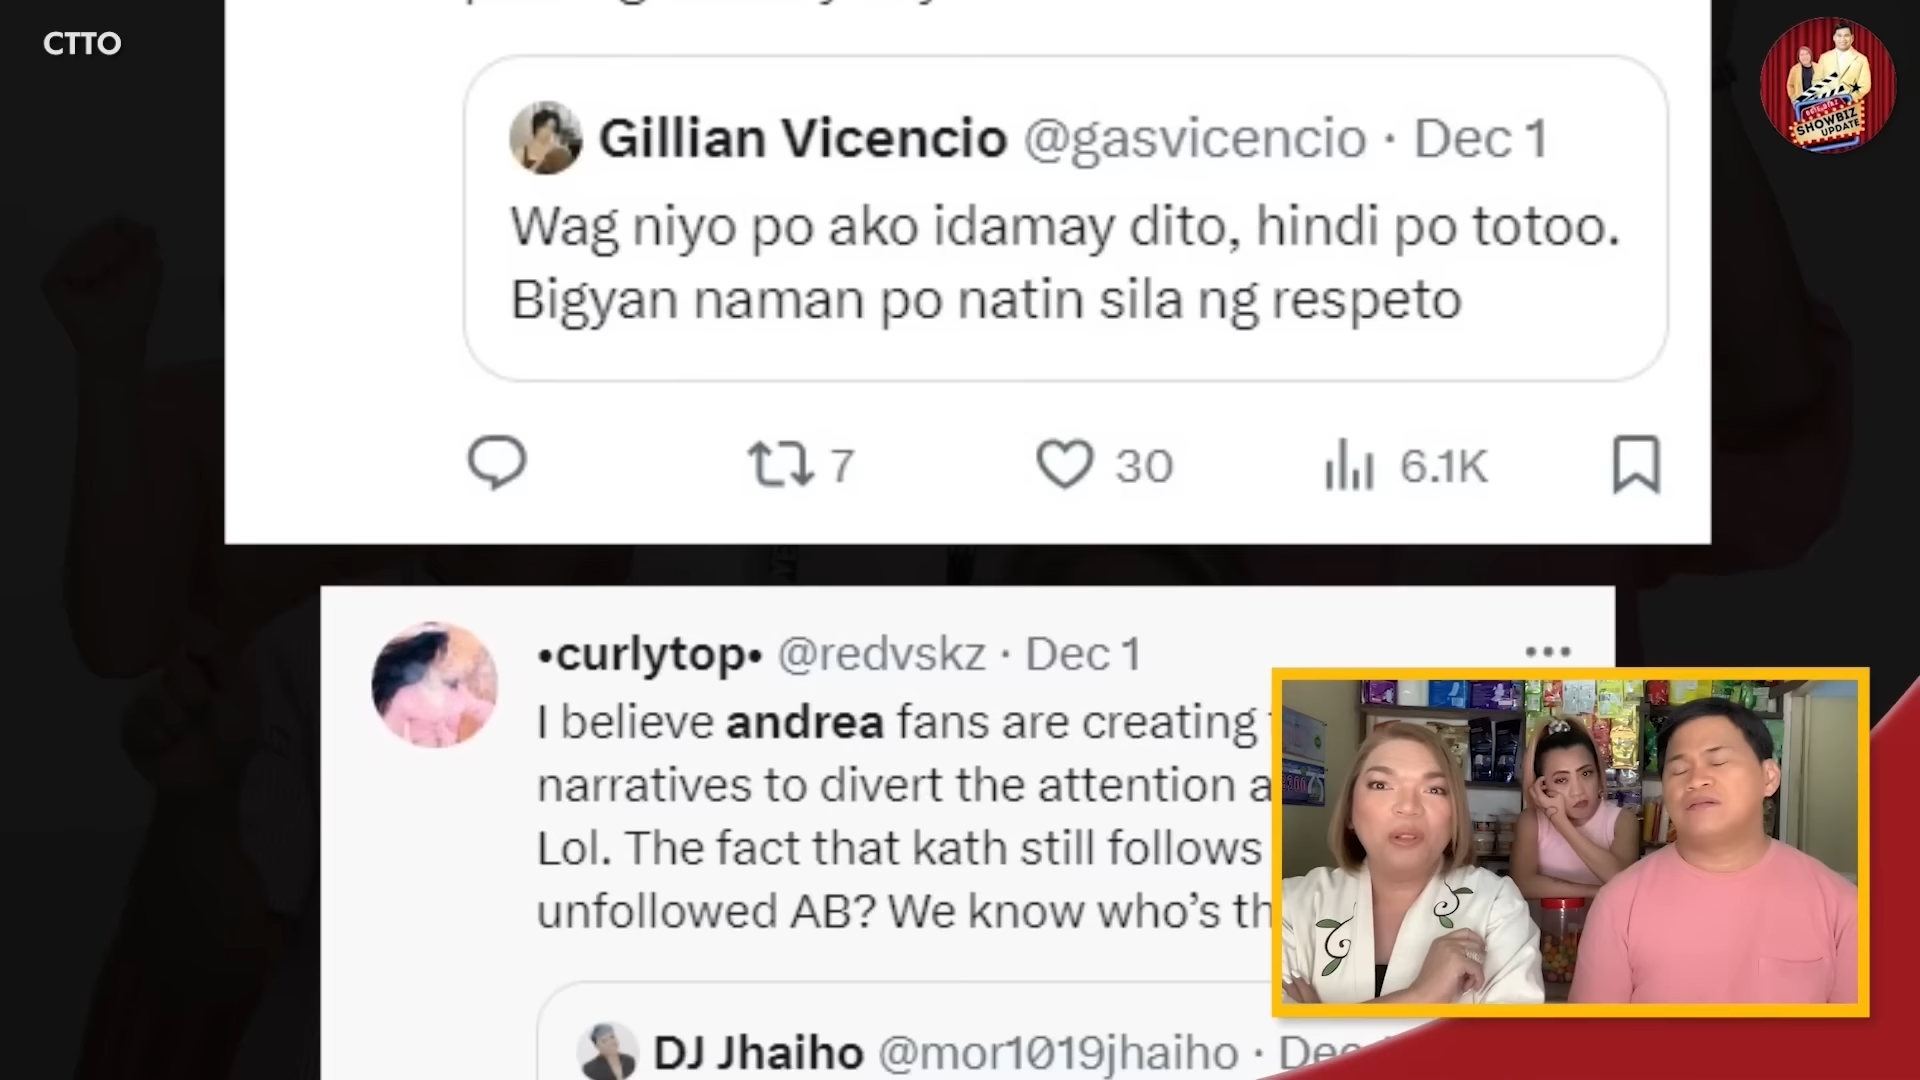 CTTO
SHOWBIZ
UPDATE
Gillian Vicencio @gasvicencio · Dec 1
Wag niyo po ako idamay dito, hindi po totoo.
Bigyan naman po natin sila ng respeto
7 30 6.1K
•curlytop• @redvskz · Dec 1
I believe andrea fans are creating
narratives to divert the attention a
Lol. The fact that kath still follows
unfollowed AB? We know who's th
DJ Jhaiho @mor1019jhaiho · Dec